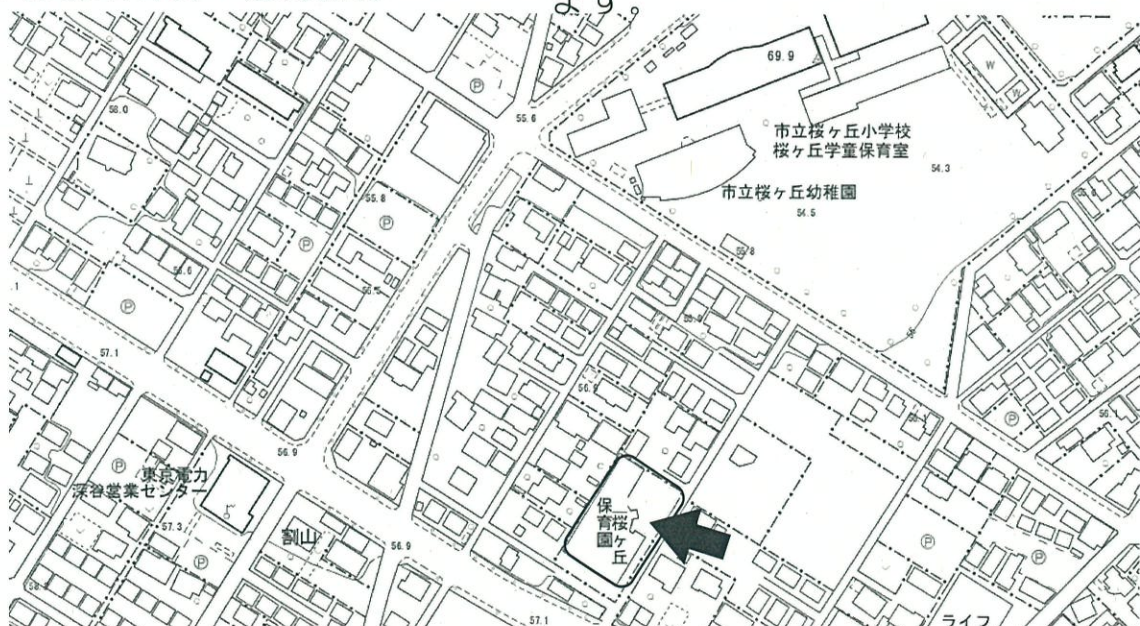 ます。
69.9
W
W
市立桜ヶ丘小学校
桜ヶ丘学童保育室
54.3
市立桜ヶ丘幼稚園
54.5
58.0
P
55.6
55.8
P
P
P
57.1
56.9
P
東京電力
深谷営業センター
57.3
P
割山
56.9
桜ヶ丘
保育園
P
P
P
57.1
ライフ